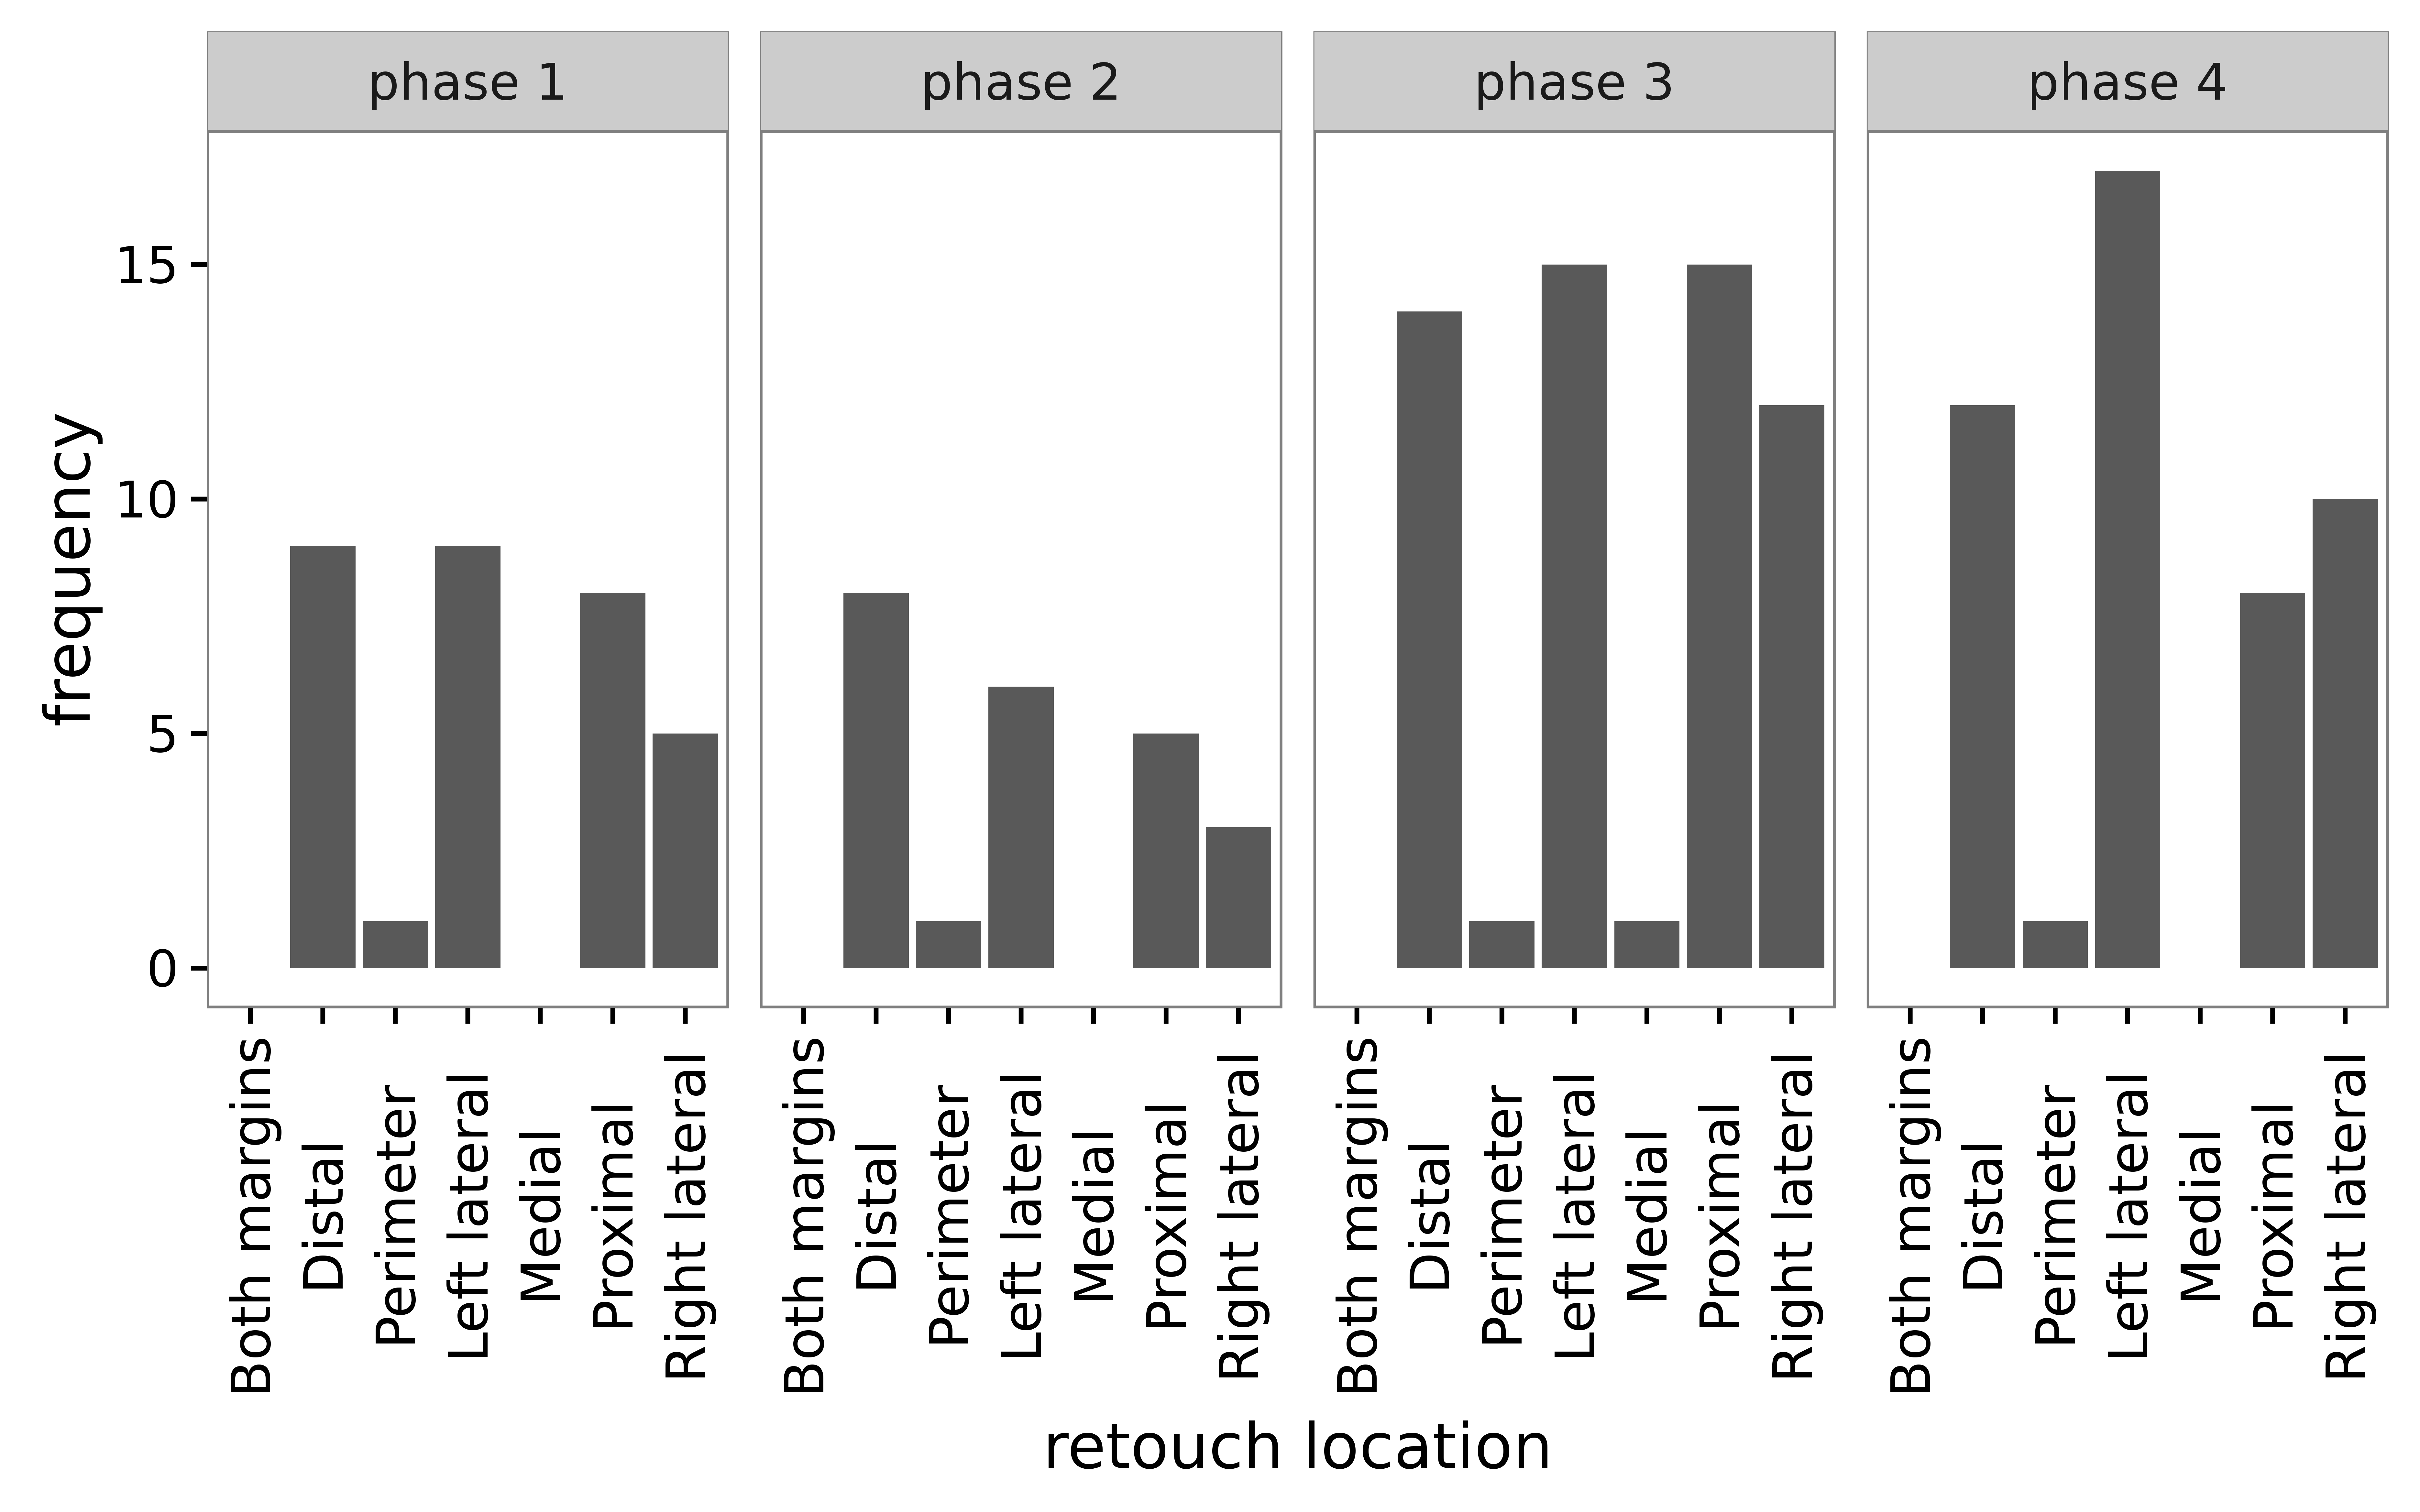 phase 1
phase 2
phase 3
phase 4
frequency
15
10
5
0
Both margins
Distal
Perimeter
Left lateral
Medial
Proximal
Right lateral
Both margins
Distal
Perimeter
Left lateral
Medial
Proximal
Right lateral
Both margins
Distal
Perimeter
Left lateral
Medial
Proximal
Right lateral
Both margins
Distal
Perimeter
Left lateral
Medial
Proximal
Right lateral
retouch location